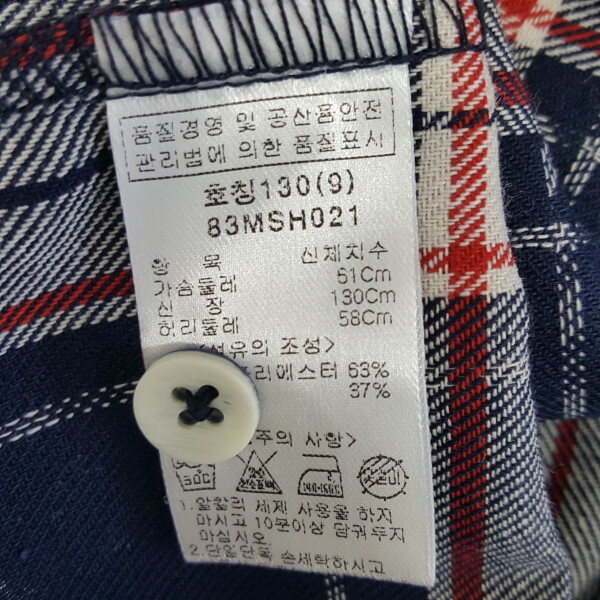 품질경영 및 공산품안전
관리법에 의한 품질표시
호칭130(9)
83MSH021
항 목 신체치수
가슴둘레 61Cm
신 장 130Cm
허리둘레 58Cm
의 조성>
리에스터 63%
37%
주의 사항>
1.알칼리 세제 사용을 하지
마시고 10분이상 담궈두지
마십시오
2.단일단독 손세탁하시고